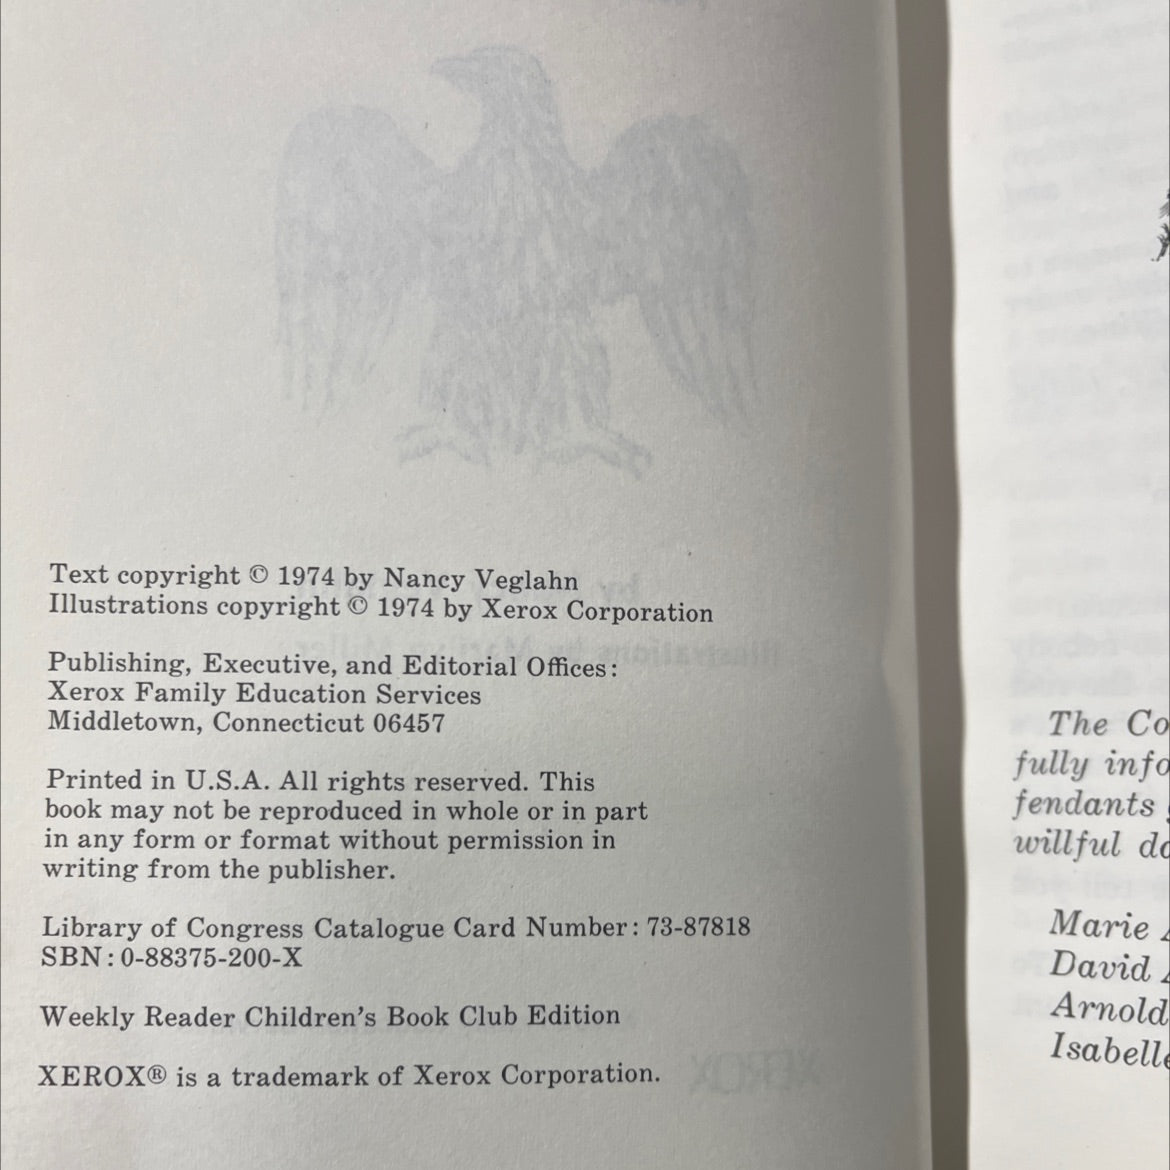 Text copyright © 1974 by Nancy Veglahn
Illustrations copyright © 1974 by Xerox Corporation
Publishing, Executive, and Editorial Offices:
Xerox Family Education Services
Middletown, Connecticut 06457
Printed in U.S.A. All rights reserved. This
book may not be reproduced in whole or in part
in any form or format without permission in
writing from the publisher.
Library of Congress Catalogue Card Number: 73-87818
SBN: 0-88375-200-X
Weekly Reader Children's Book Club Edition
XEROX® is a trademark of Xerox Corporation.
The Co
fully info
fendants
willful
Marie
David
Arnold
Isabelle